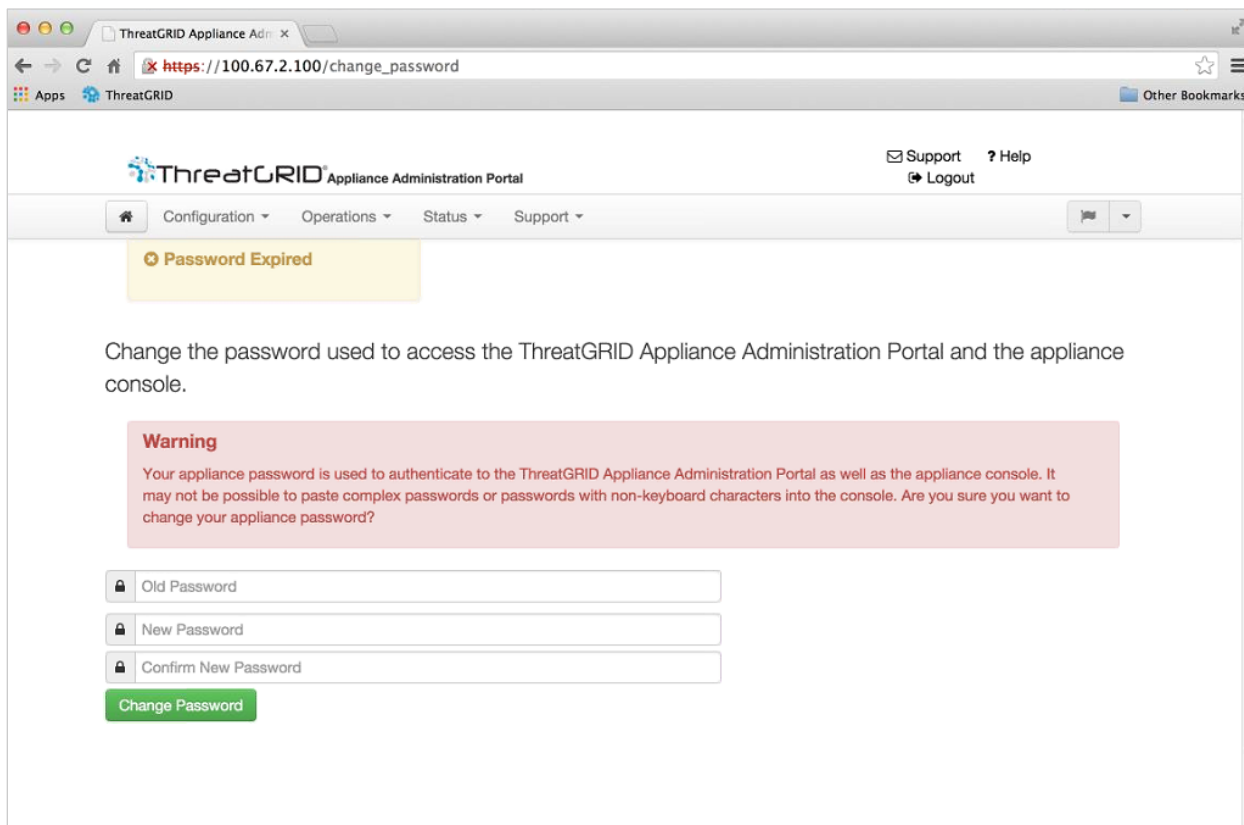 ThreatGRID Appliance Adm
https://100.67.2.100/change_password
Apps ThreatGRID Other Bookmarks
Support ? Help
ThreatGRID® Appliance Administration Portal
Logout
Configuration Operations Status Support
Password Expired
Change the password used to access the ThreatGRID Appliance Administration Portal and the appliance
console.
Warning
Your appliance password is used to authenticate to the ThreatGRID Appliance Administration Portal as well as the appliance console. It
may not be possible to paste complex passwords or passwords with non-keyboard characters into the console. Are you sure you want to
change your appliance password?
Old Password
New Password
Confirm New Password
Change Password